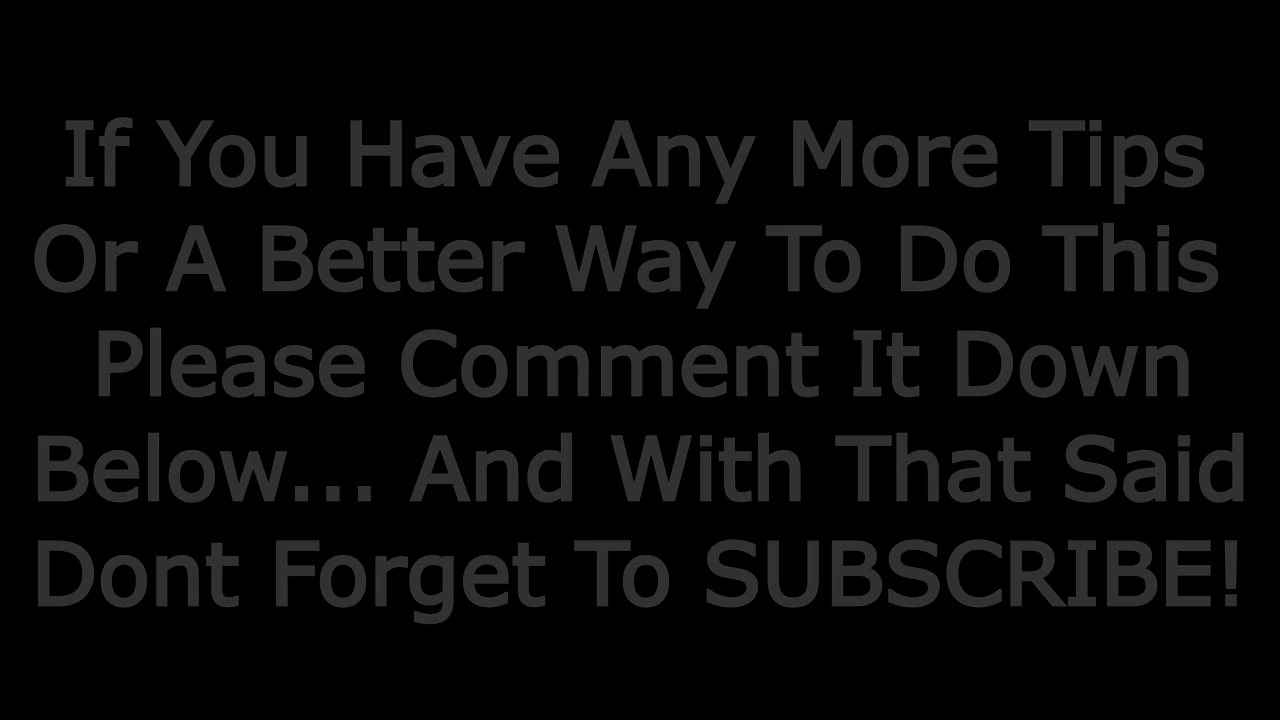 If You Have Any More Tips
Or A Better Way To Do This
Please Comment It Down
Below... And With That Said
Dont Forget To SUBSCRIBE!